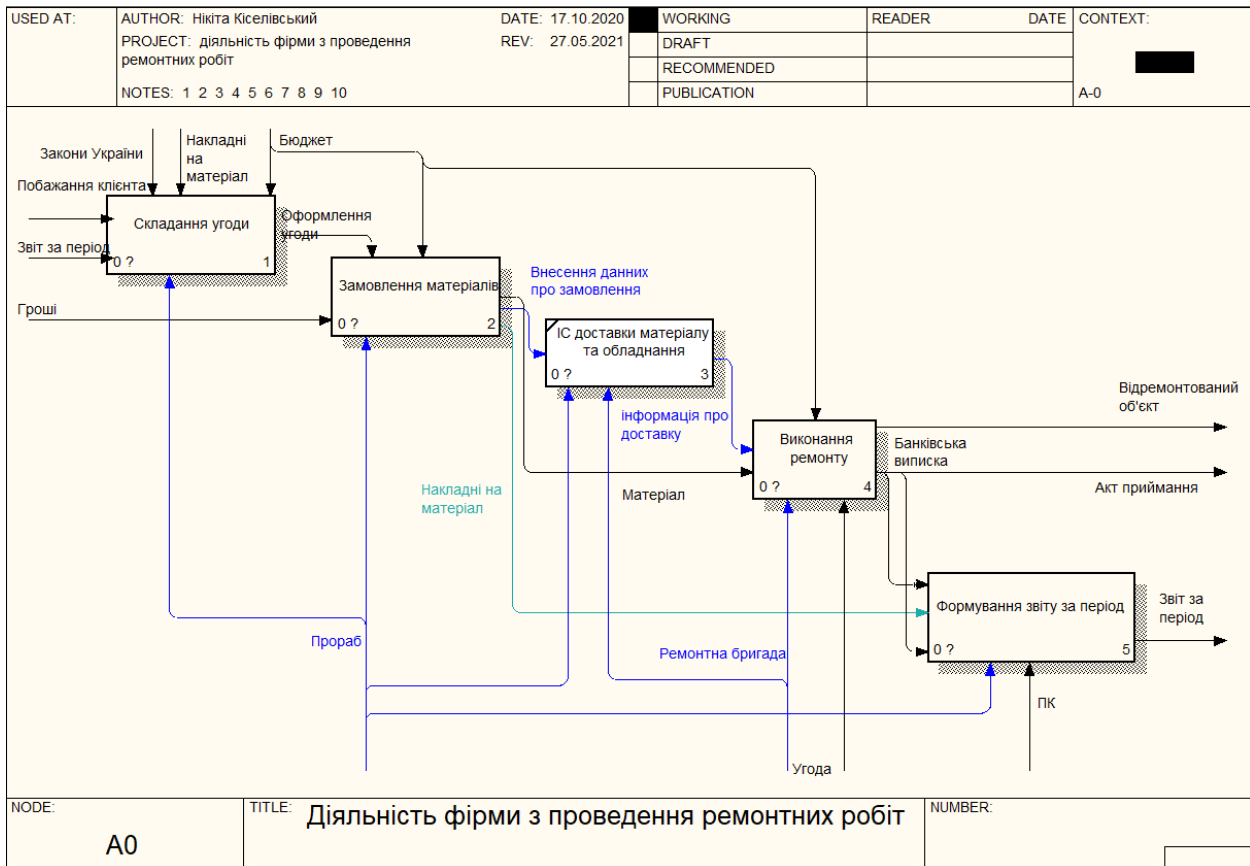 USED AT:
AUTHOR: Нікіта Кіселівський
DATE: 17.10.2020
WORKING
READER
DATE
CONTEXT:
PROJECT: діяльність фірми з проведення
ремонтних робіт
REV: 27.05.2021
DRAFT
RECOMMENDED
NOTES: 1 2 3 4 5 6 7 8 9 10
PUBLICATION
A-0
Закони України
Накладні
на
матеріал
Бюджет
Побажання клієнта
Звіт за період
Складання угоди
0 ?
1
Оформлення
угоди
Гроші
Замовлення матеріалів
0 ?
2
Внесення данних
про замовлення
ІС доставки матеріалу
та обладнання
0 ?
3
інформація про
доставку
Виконання
ремонту
0 ?
4
Відремонтований
об'єкт
Банківська
виписка
Акт приймання
Накладні на
матеріал
Матеріал
Формування звіту за період
0 ?
5
Звіт за
період
Прораб
Ремонтна бригада
ПК
Угода
NODE:
A0
TITLE: Діяльність фірми з проведення ремонтних робіт
NUMBER: